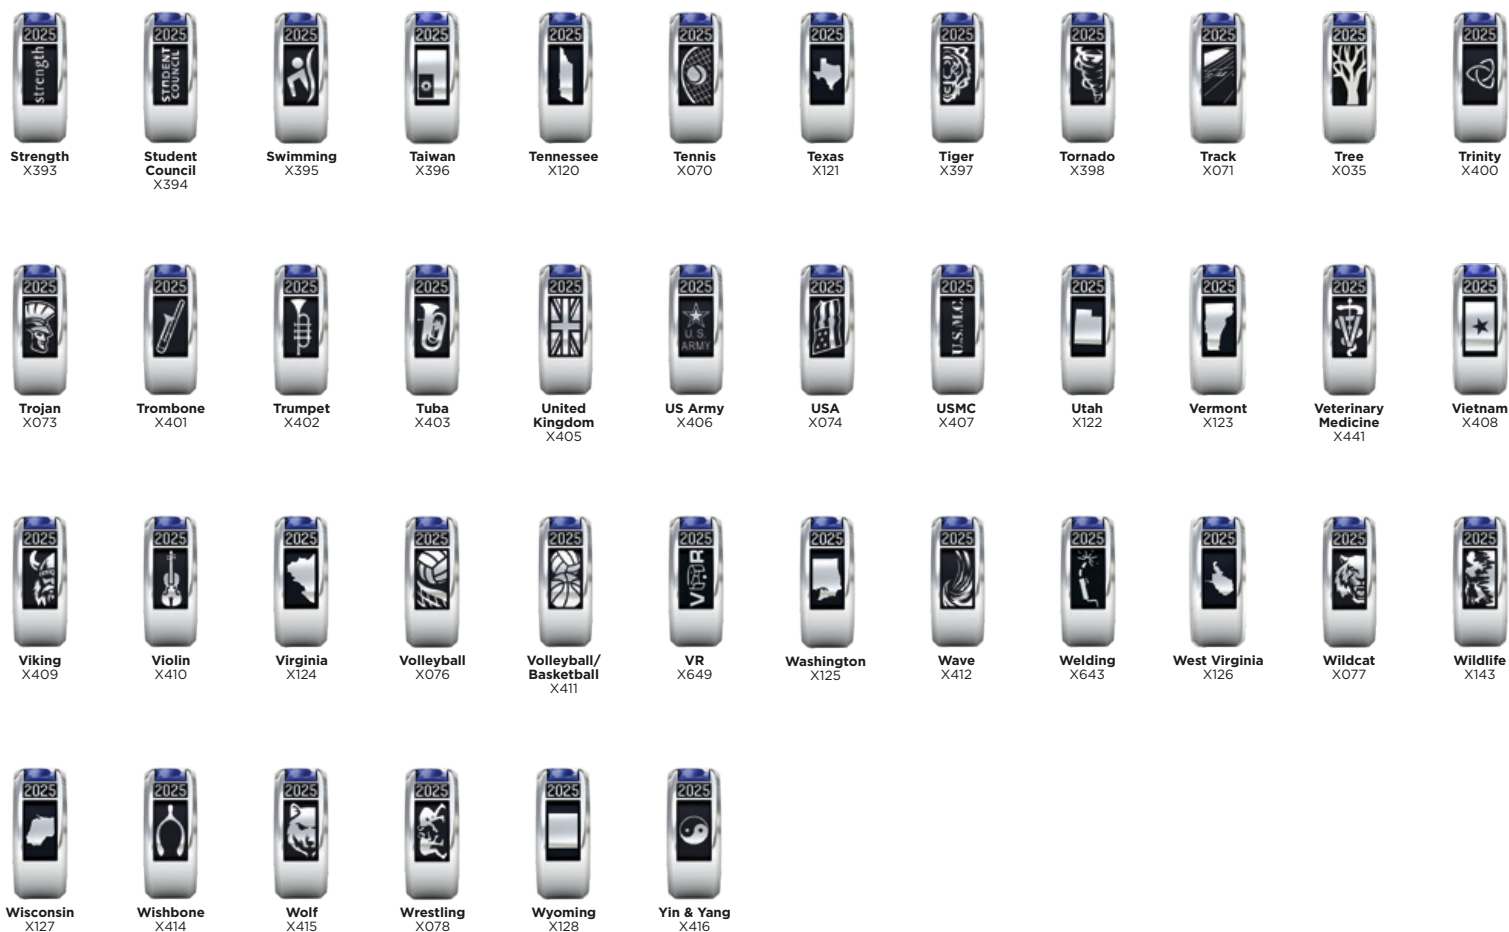 2025 2025 2025 2025 2025 2025 2025 2025 2025 2025 2025 2025
strength
STUDENT
COUNCIL
Strength
X393
Student
Council
X394
Swimming
X395
Taiwan
X396
Tennessee
X120
Tennis
X070
Texas
X121
Tiger
X397
Tornado
X398
Track
X071
Tree
X035
Trinity
X400
2025 2025 2025 2025 2025 2025 2025 2025 2025 2025 2025 2025
U.S.
ARMY
U.S.M.C.
V
Trojan
X073
Trombone
X401
Trumpet
X402
Tuba
X403
United
Kingdom
X405
US Army
X406
USA
X074
USMC
X407
Utah
X122
Vermont
X123
Veterinary
Medicine
X441
Vietnam
X408
2025 2025 2025 2025 2025 2025 2025 2025 2025 2025 2025 2025
VR
Viking
X409
Violin
X410
Virginia
X124
Volleyball
X076
Volleyball/
Basketball
X411
VR
X649
Washington
X125
Wave
X412
Welding
X643
West Virginia
X126
Wildcat
X077
Wildlife
X143
2025 2025 2025 2025 2025 2025
Wisconsin
X127
Wishbone
X414
Wolf
X415
Wrestling
X078
Wyoming
X128
Yin & Yang
X416